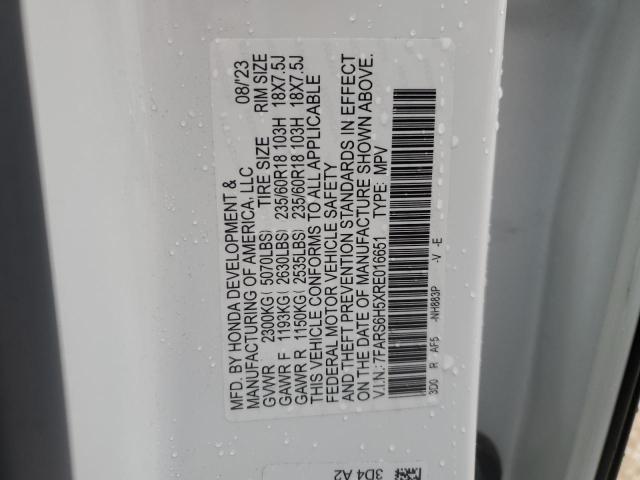 MFD. BY HONDA DEVELOPMENT & 08/'23
MANUFACTURING OF AMERICA, LLC
TIRE SIZE RIM SIZE
GVWR 2300KG( 5070LBS)
GAWR F 1193KG( 2630LBS) 235/60R18 103H 18X7.5J
GAWR R 1150KG( 2535LBS) 235/60R18 103H 18X7.5J
THIS VEHICLE CONFORMS TO ALL APPLICABLE
FEDERAL MOTOR VEHICLE SAFETY
AND THEFT PREVENTION STANDARDS IN EFFECT
ON THE DATE OF MANUFACTURE SHOWN ABOVE.
V.I.N.: 7FARS6H5XRE016651 TYPE: MPV
3D0 R AF5 -NH883P -V -E
3D4 A2